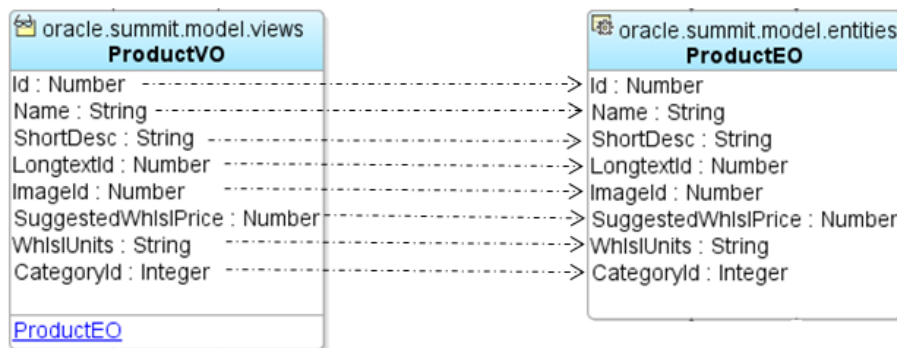 oracle.summit.model.views
ProductVO
Id : Number
Name : String
ShortDesc : String
LongtextId : Number
ImageId : Number
SuggestedWhlslPrice : Number
WhlslUnits : String
CategoryId : Integer
ProductEO
oracle.summit.model.entities
ProductEO
Id : Number
Name : String
ShortDesc : String
LongtextId : Number
ImageId : Number
SuggestedWhlslPrice : Number
WhlslUnits : String
CategoryId : Integer